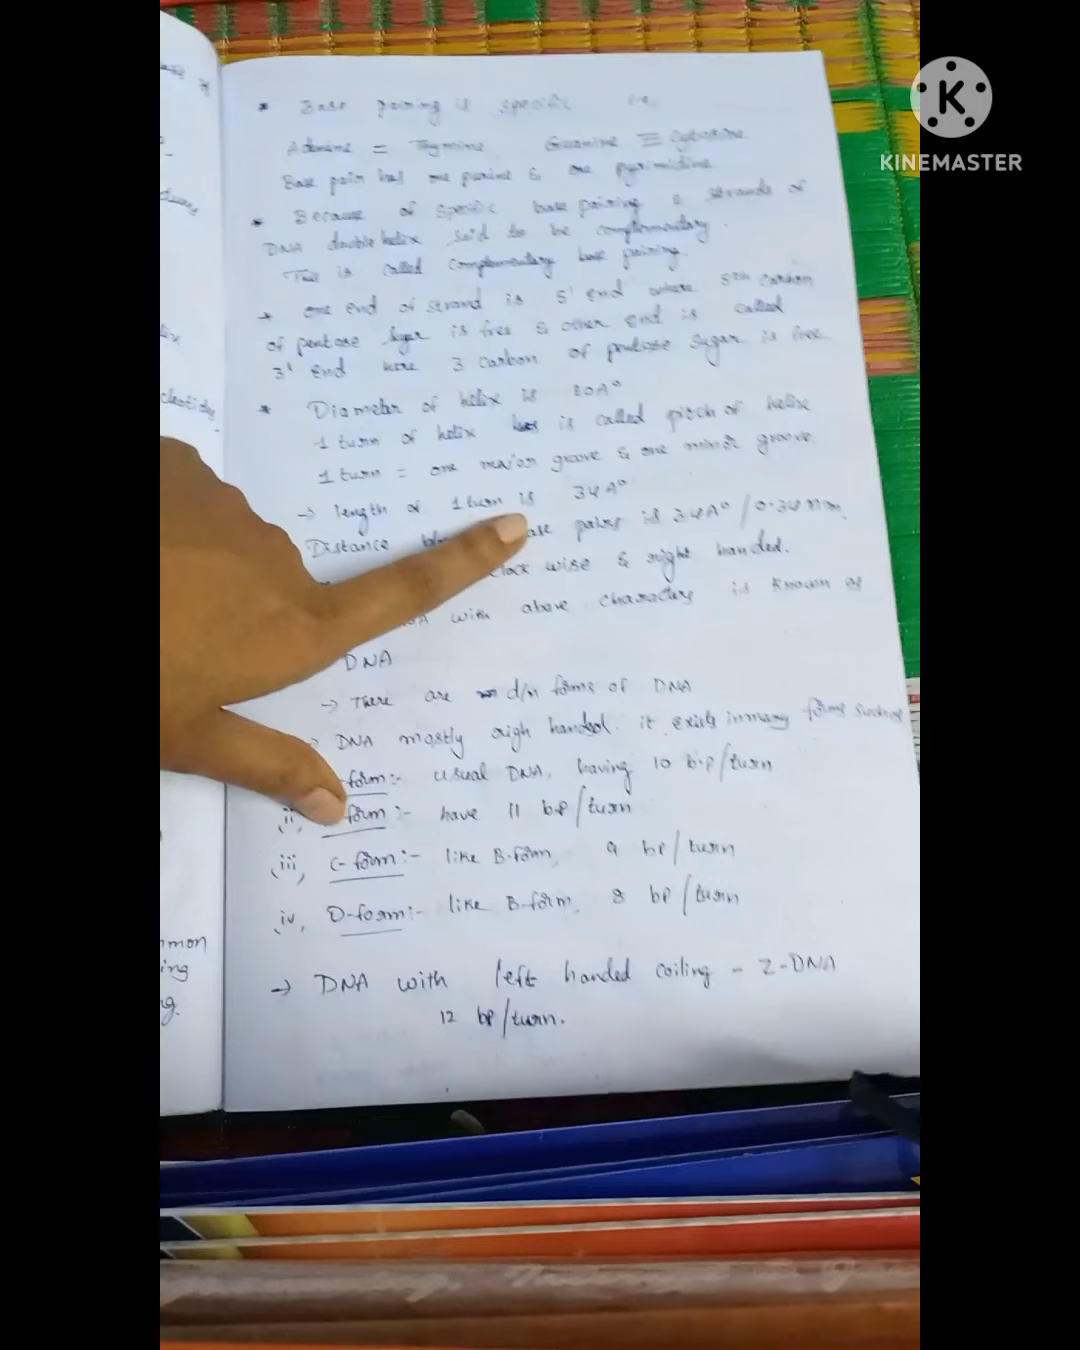 * Base pairing is specific i.e,
Adenine = Thymine, Guanine ≡ Cytosine
Base pair has one purine & one pyrimidine.
* Because of specific base pairing 2 strands of
DNA double helix said to be complementary.
This is called complementary base pairing.
* one end of strand is 5' end where 5th carbon
of pentose sugar is free & other end is called
3' end here 3 carbon of pentose sugar is free.
* Diameter of helix is 20A°
1 turn of helix is called pitch of helix
1 turn = one major groove & one minor groove.
→ length of 1 turn is 34A°
Distance pairs is 3.4A° / 0.34 nm.
clock wise & right handed.
with above characters is known as
DNA
→ There are d/n forms of DNA
DNA mostly righ handed. it exists in many forms such as
form:- usual DNA, having 10 b.p/turn
ii, form:- have 11 bp/turn
iii, C-form:- like B-form, 9 bp/turn
iv, D-form:- like B-form, 8 bp/turn
→ DNA with left handed coiling - Z-DNA
12 bp/turn.
mmon
ing
g.
KINEMASTER